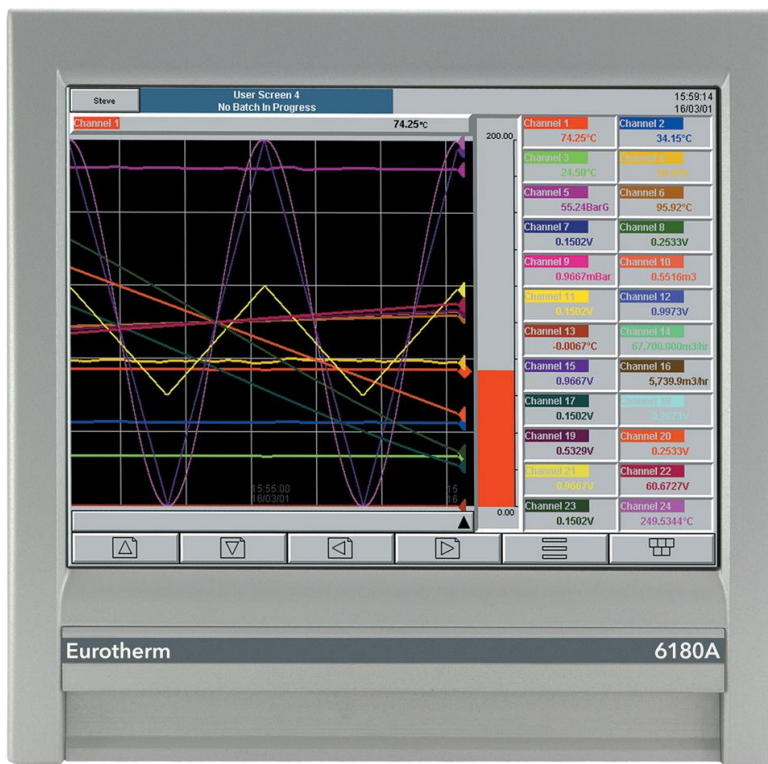 Steve
User Screen 4
No Batch In Progress
15:59:14
16/03/01
Channel 1
74.25°C
200.00
0.00
15:55:00
16/03/01
15
16
Channel 1
74.25°C
Channel 2
34.15°C
Channel 3
24.50°C
Channel 5
55.24BarG
Channel 6
95.92°C
Channel 7
0.1502V
Channel 8
0.2533V
Channel 9
0.9667mBar
Channel 10
0.5516m3
Channel 11
0.1502V
Channel 12
0.9973V
Channel 13
-0.0067°C
Channel 14
67,700.000m3/hr
Channel 15
0.9667V
Channel 16
5,739.9m3/hr
Channel 17
0.1502V
Channel 19
0.5329V
Channel 20
0.2533V
Channel 21
0.9667V
Channel 22
60.6727V
Channel 23
0.1502V
Channel 24
249.5344°C
Eurotherm
6180A